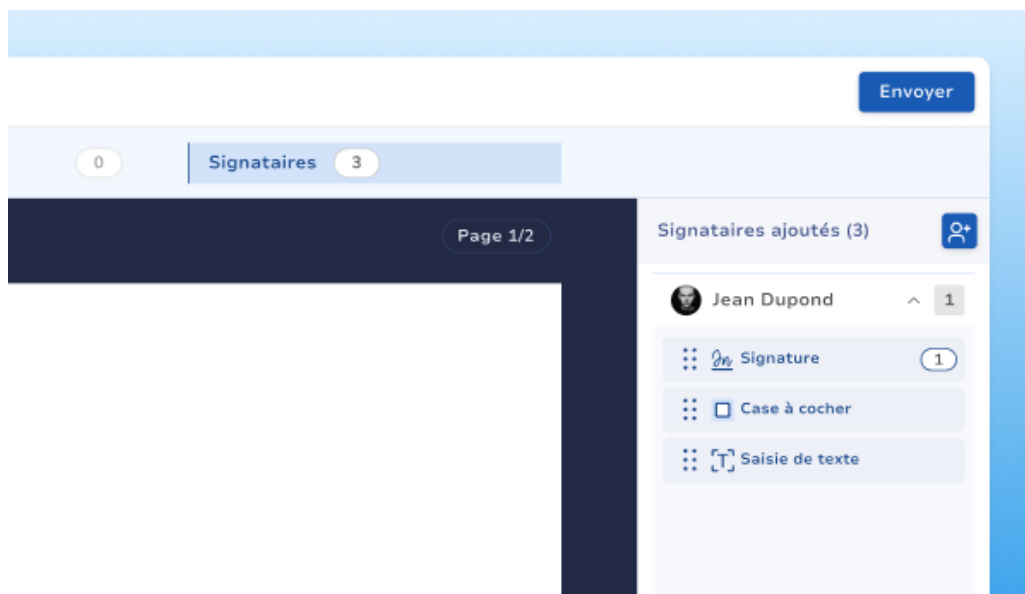 Envoyer
0
Signataires 3
Page 1/2
Signataires ajoutés (3)
Jean Dupond 1
Signature 1
Case à cocher
Saisie de texte